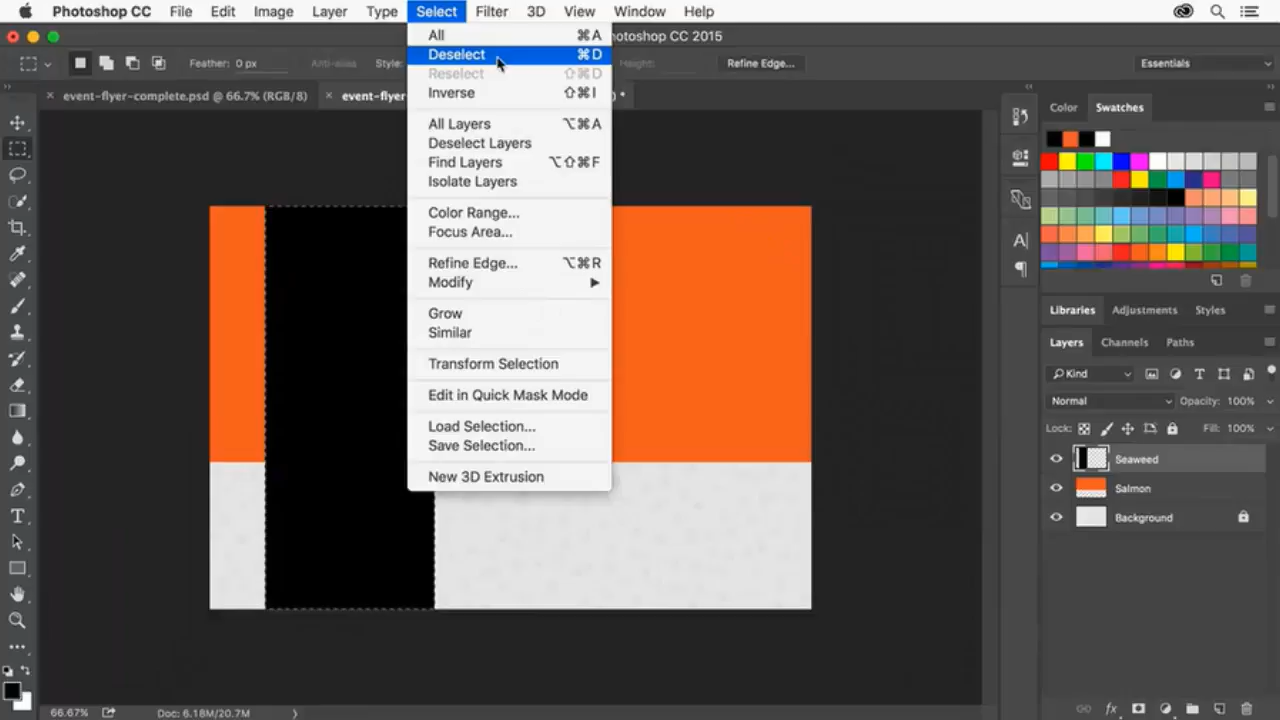 Photoshop CC File Edit Image Layer Type Select Filter 3D View Window Help
All ⌘A
hotoshop CC 2015
Deselect ⌘D
Feather: 0 px Anti-alias Style: Height: Refine Edge... Essentials
Reselect ⇧⌘D
Inverse ⇧⌘I
× event-flyer-complete.psd @ 66.7% (RGB/8) × event-flyer ) *
Color Swatches
All Layers ⌥⌘A
Deselect Layers
Find Layers ⌥⇧⌘F
Isolate Layers
Color Range...
Focus Area...
Refine Edge... ⌥⌘R
Modify ▶
Grow
Similar
Transform Selection
Edit in Quick Mask Mode
Load Selection...
Save Selection...
New 3D Extrusion
Libraries Adjustments Styles
Layers Channels Paths
Kind
Normal Opacity: 100%
Lock: Fill: 100%
Seaweed
Salmon
Background
66.67% Doc: 6.18M/20.7M